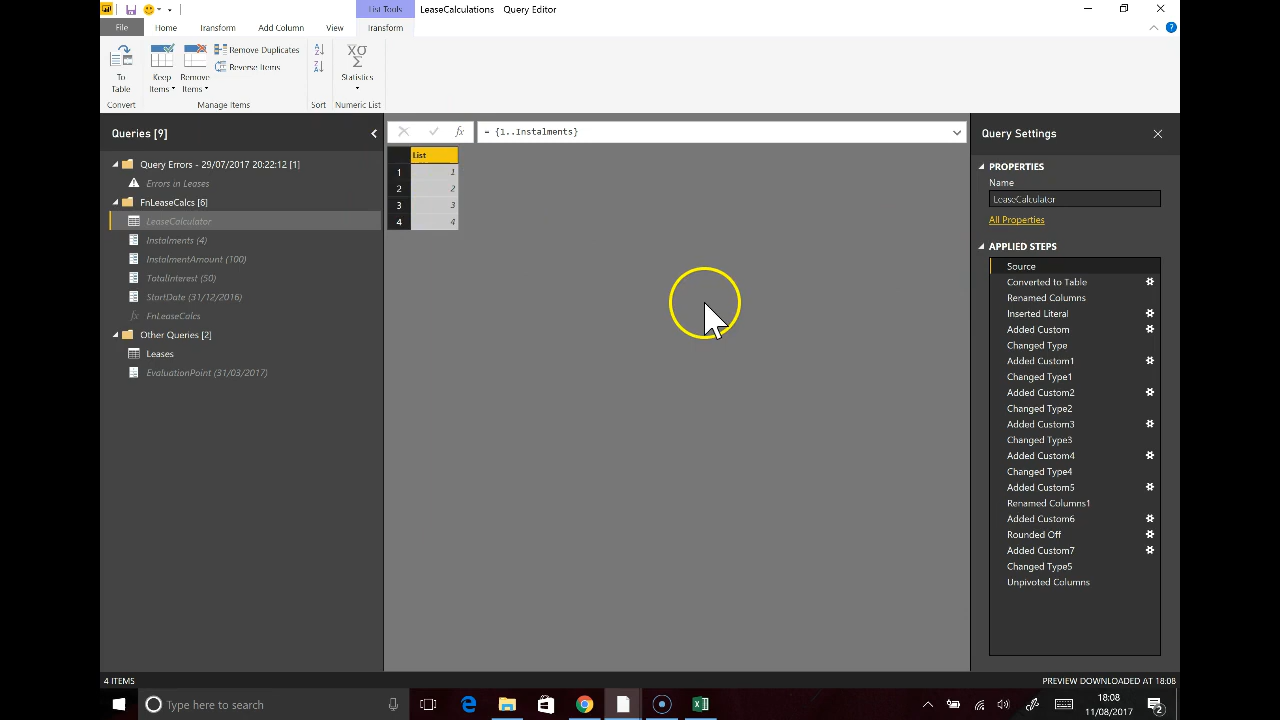 List Tools
LeaseCalculations - Query Editor
File
Home
Transform
Add Column
View
Transform
To Table
Keep Items
Remove Items
Remove Duplicates
Reverse Items
Statistics
Convert
Manage Items
Sort
Numeric List
Queries [9]
Query Errors - 29/07/2017 20:22:12 [1]
Errors in Leases
FnLeaseCalcs [6]
LeaseCalculator
Instalments (4)
InstalmentAmount (100)
TotalInterest (50)
StartDate (31/12/2016)
FnLeaseCalcs
Other Queries [2]
Leases
EvaluationPoint (31/03/2017)
fx
= {1..Instalments}
List
1 1
2 2
3 3
4 4
Query Settings
PROPERTIES
Name
LeaseCalculator
All Properties
APPLIED STEPS
Source
Converted to Table
Renamed Columns
Inserted Literal
Added Custom
Changed Type
Added Custom1
Changed Type1
Added Custom2
Changed Type2
Added Custom3
Changed Type3
Added Custom4
Changed Type4
Added Custom5
Renamed Columns1
Added Custom6
Rounded Off
Added Custom7
Changed Type5
Unpivoted Columns
4 ITEMS
PREVIEW DOWNLOADED AT 18:08
Type here to search
18:08
11/08/2017
2